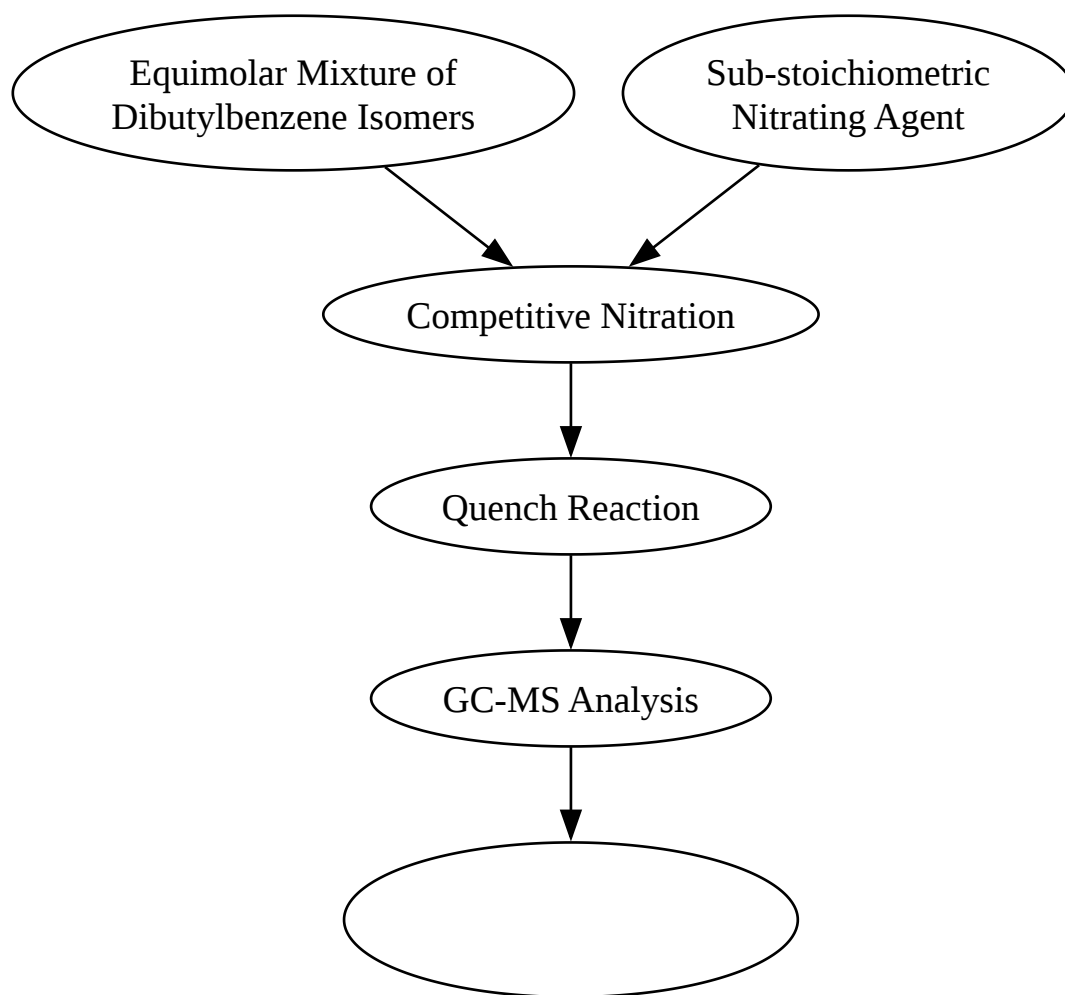 Equimolar Mixture of
Dibutylbenzene Isomers
Sub-stoichiometric
Nitrating Agent
Competitive Nitration
Quench Reaction
GC-MS Analysis